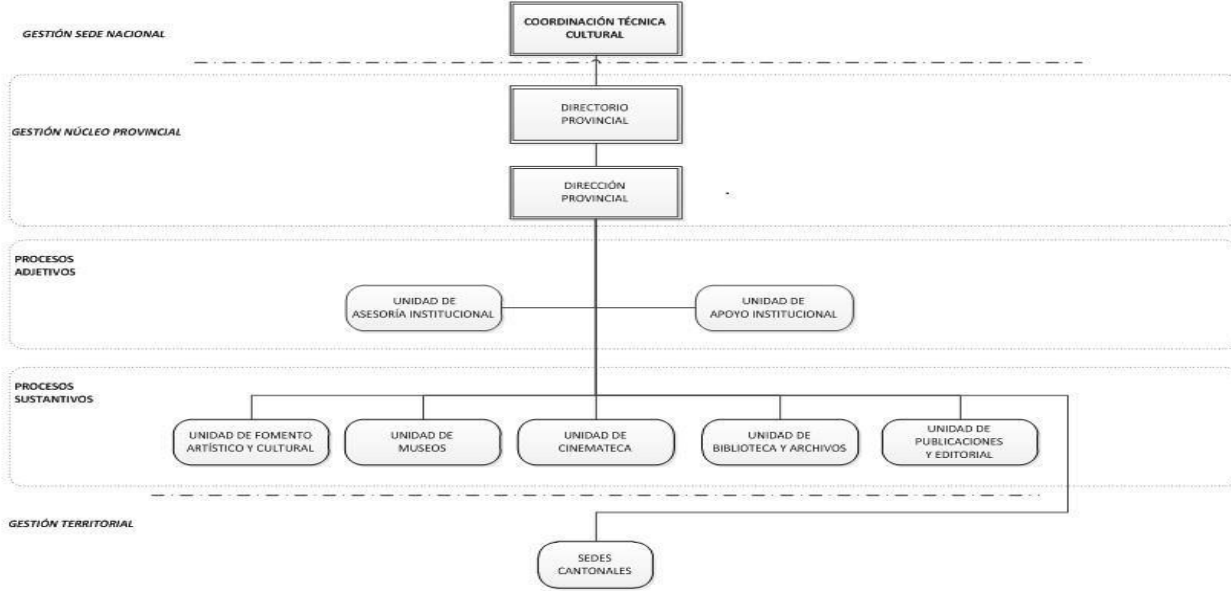 COORDINACIÓN TÉCNICA
CULTURAL
GESTIÓN SEDE NACIONAL
DIRECTORIO
PROVINCIAL
GESTIÓN NÚCLEO PROVINCIAL
DIRECCIÓN
PROVINCIAL
PROCESOS
ADJETIVOS
UNIDAD DE
ASESORÍA INSTITUCIONAL
UNIDAD DE
APOYO INSTITUCIONAL
PROCESOS
SUSTANTIVOS
UNIDAD DE FOMENTO
ARTÍSTICO Y CULTURAL
UNIDAD DE
MUSEOS
UNIDAD DE
CINEMATECA
UNIDAD DE
BIBLIOTECA Y ARCHIVOS
UNIDAD DE
PUBLICACIONES
Y EDITORIAL
GESTIÓN TERRITORIAL
SEDES
CANTONALES